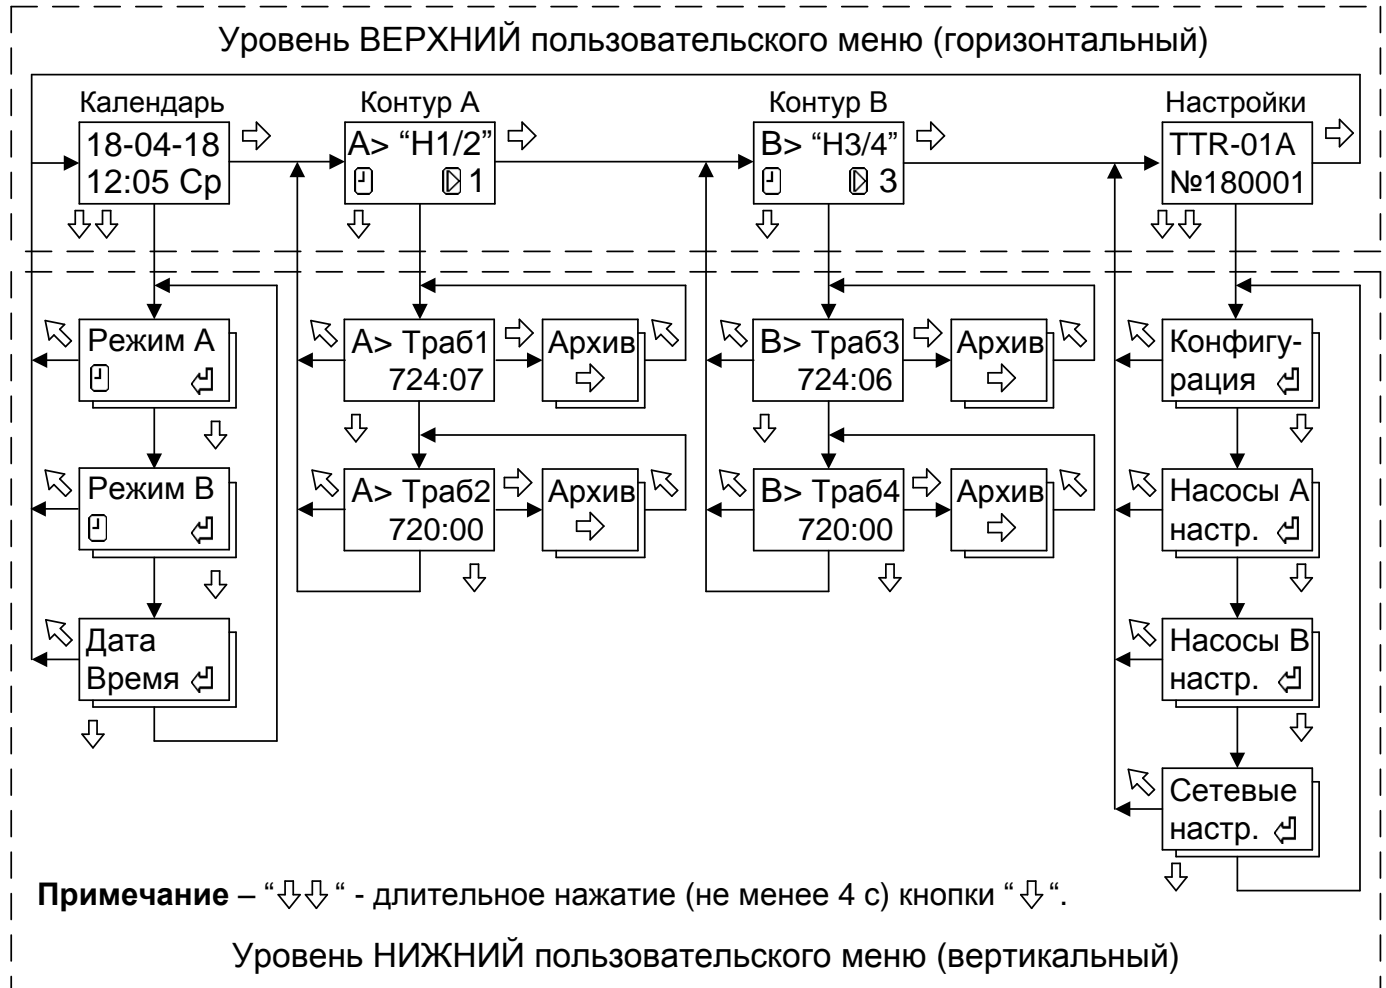 Уровень ВЕРХНИЙ пользовательского меню (горизонтальный)
Календарь
Контур А
Контур В
Настройки
18-04-18
12:05 Ср
А> “Н1/2”
1
В> “Н3/4”
3
TTR-01A
№180001
Режим А
А> Траб1
724:07
Архив
В> Траб3
724:06
Архив
Конфигу-
рация
Режим В
А> Траб2
720:00
Архив
В> Траб4
720:00
Архив
Насосы А
настр.
Дата
Время
Насосы В
настр.
Сетевые
настр.
Примечание – “⇩⇩ “ - длительное нажатие (не менее 4 с) кнопки “ ⇩ “.
Уровень НИЖНИЙ пользовательского меню (вертикальный)